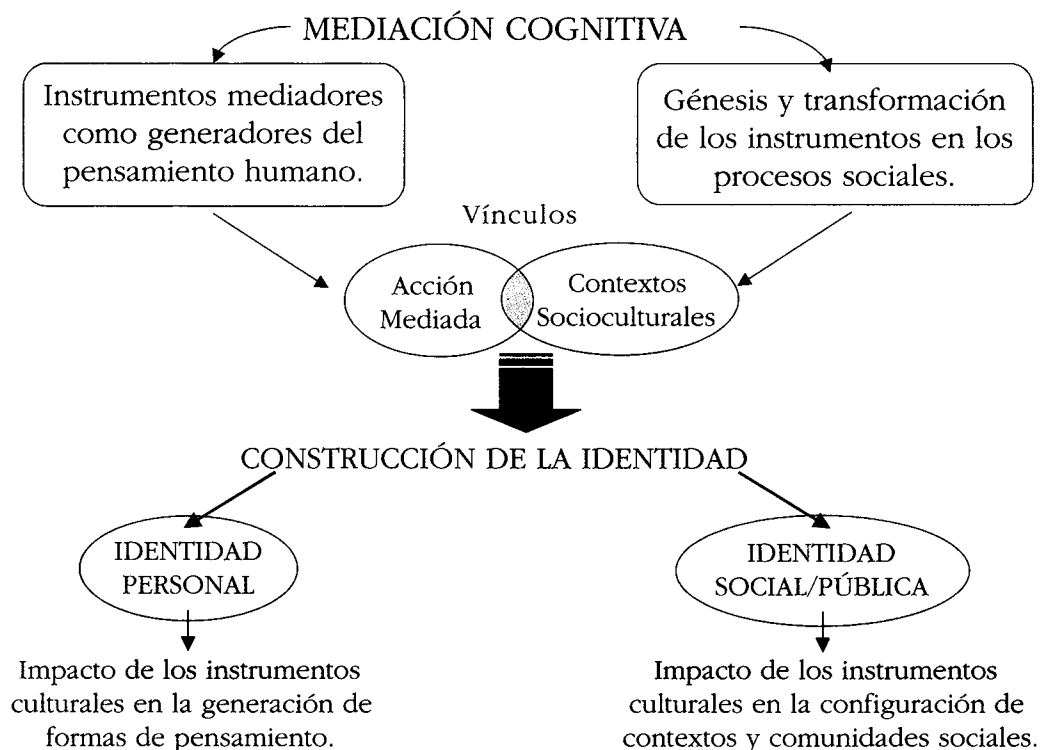 MEDIACIÓN COGNITIVA
Instrumentos mediadores
como generadores del
pensamiento humano.
Génesis y transformación
de los instrumentos en los
procesos sociales.
Vínculos
Acción
Mediada
Contextos
Socioculturales
CONSTRUCCIÓN DE LA IDENTIDAD
IDENTIDAD
PERSONAL
IDENTIDAD
SOCIAL/PÚBLICA
Impacto de los instrumentos
culturales en la generación de
formas de pensamiento.
Impacto de los instrumentos
culturales en la configuración de
contextos y comunidades sociales.